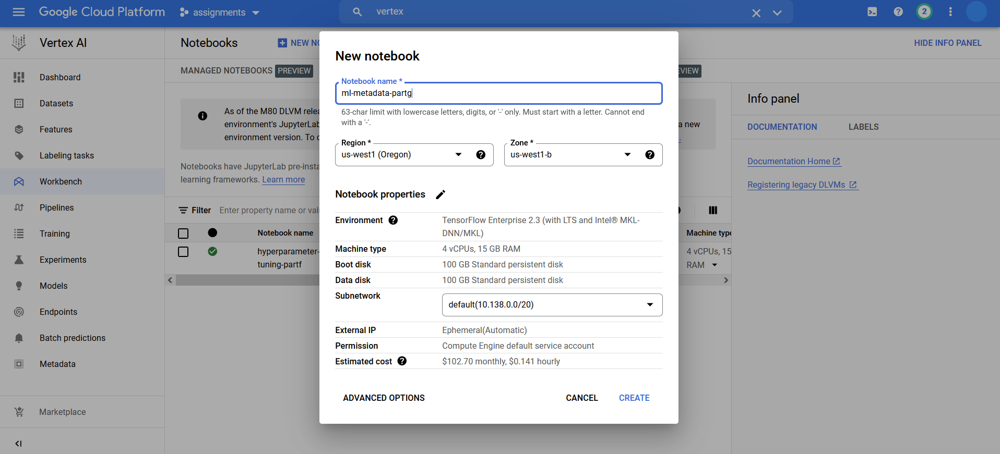 Google Cloud Platform
assignments
vertex
2
Vertex AI
Dashboard
Datasets
Features
Labeling tasks
Workbench
Pipelines
Training
Experiments
Models
Endpoints
Batch predictions
Metadata
Marketplace
Notebooks
NEW NO
HIDE INFO PANEL
MANAGED NOTEBOOKS PREVIEW
EVIEW
As of the M80 DLVM relea
environment's JupyterLab
a new
environment version. To c
Notebooks have JupyterLab pre-insta
learning frameworks. Learn more
Filter Enter property name or valu
Notebook name
Machine type
hyperparameter-
tuning-partf
4 vCPUs, 15
RAM
New notebook
Notebook name *
ml-metadata-partg
63-char limit with lowercase letters, digits, or '-' only. Must start with a letter. Cannot end
with a '-'.
Region *
us-west1 (Oregon)
Zone *
us-west1-b
Notebook properties
Environment
TensorFlow Enterprise 2.3 (with LTS and Intel® MKL-
DNN/MKL)
Machine type 4 vCPUs, 15 GB RAM
Boot disk 100 GB Standard persistent disk
Data disk 100 GB Standard persistent disk
Subnetwork
default(10.138.0.0/20)
External IP Ephemeral(Automatic)
Permission Compute Engine default service account
Estimated cost $102.70 monthly, $0.141 hourly
ADVANCED OPTIONS
CANCEL
CREATE
Info panel
DOCUMENTATION
LABELS
Documentation Home
Registering legacy DLVMs